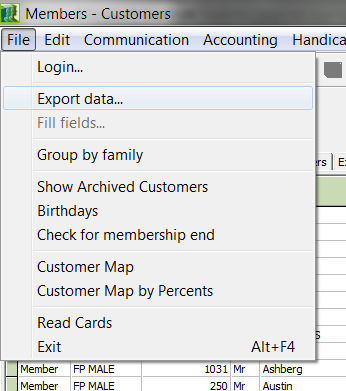 Members - Customers
File Edit Communication Accounting Handica
Login...
Export data...
Fill fields...
Group by family
Show Archived Customers
Birthdays
Check for membership end
Customer Map
Customer Map by Percents
Read Cards
Exit Alt+F4
Member FP MALE 1031 Mr Ashberg
Member FP MALE 250 Mr Austin